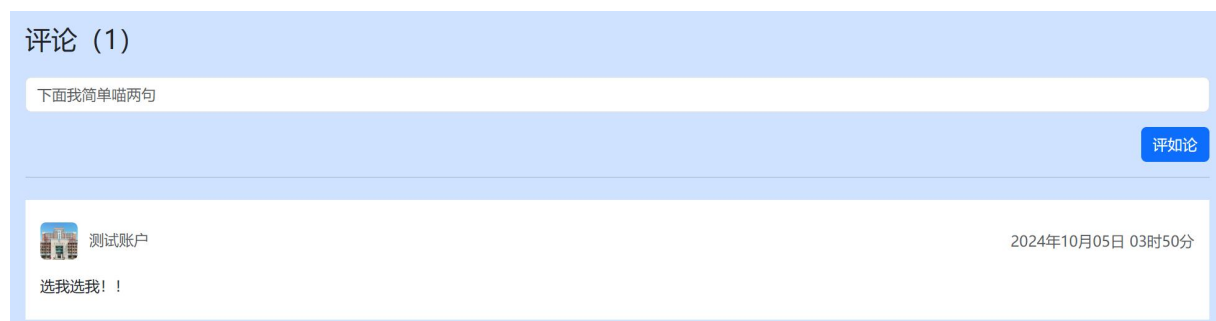 评论（1）
下面我简单喵两句
评如论
测试账户
2024年10月05日 03时50分
选我选我！！